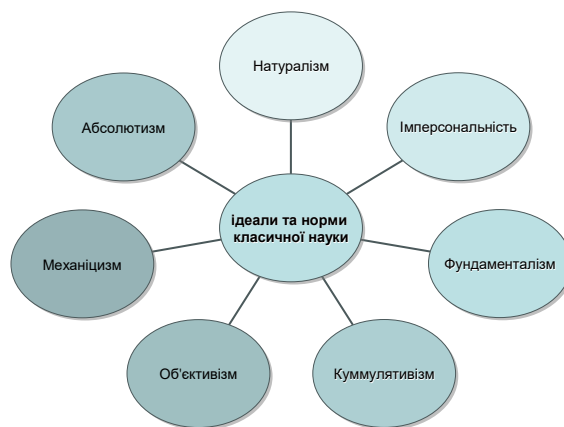 Натуралізм
Абсолютизм
Імперсональність
ідеали та норми
класичної науки
Механіцизм
Фундаменталізм
Об'єктивізм
Куммулятивізм